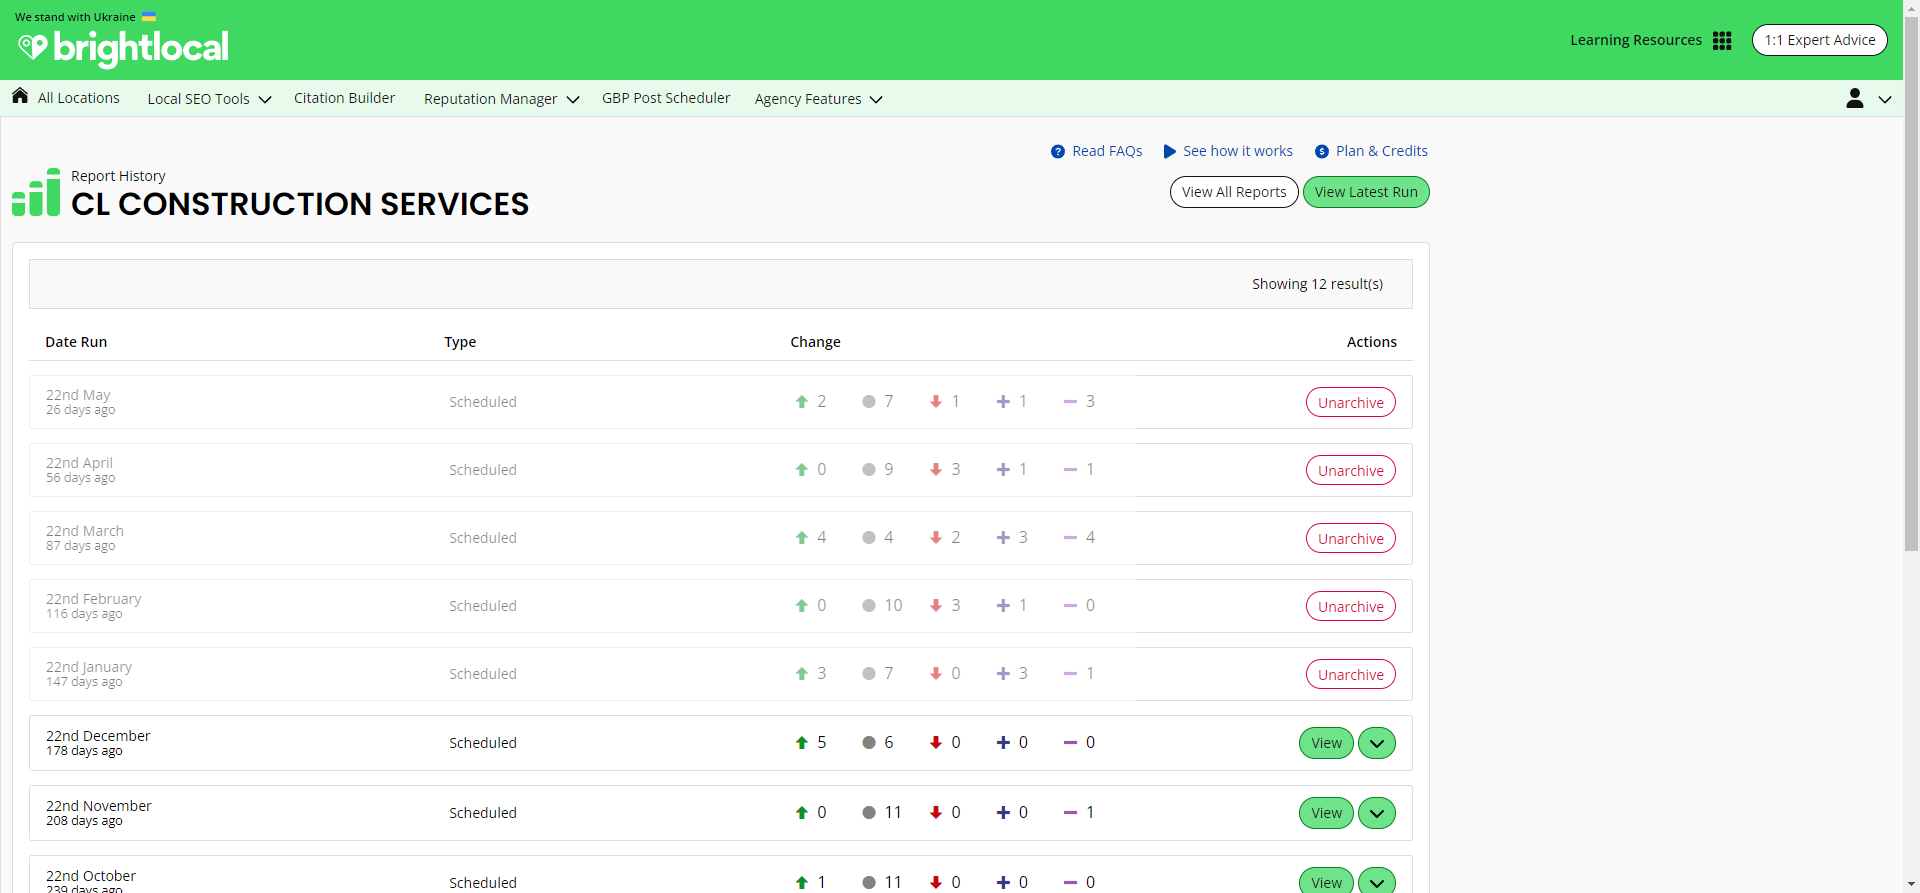 We stand with Ukraine
brightlocal
Learning Resources
1:1 Expert Advice
All Locations
Local SEO Tools
Citation Builder
Reputation Manager
GBP Post Scheduler
Agency Features
Read FAQs
See how it works
Plan & Credits
Report History
CL CONSTRUCTION SERVICES
View All Reports
View Latest Run
Showing 12 result(s)
Date Run Type Change Actions
22nd May
26 days ago
Scheduled 2 7 1 1 3 Unarchive
22nd April
56 days ago
Scheduled 0 9 3 1 1 Unarchive
22nd March
87 days ago
Scheduled 4 4 2 3 4 Unarchive
22nd February
116 days ago
Scheduled 0 10 3 1 0 Unarchive
22nd January
147 days ago
Scheduled 3 7 0 3 1 Unarchive
22nd December
178 days ago
Scheduled 5 6 0 0 0 View
22nd November
208 days ago
Scheduled 0 11 0 0 1 View
22nd October
239 days ago
Scheduled 1 11 0 0 0 View